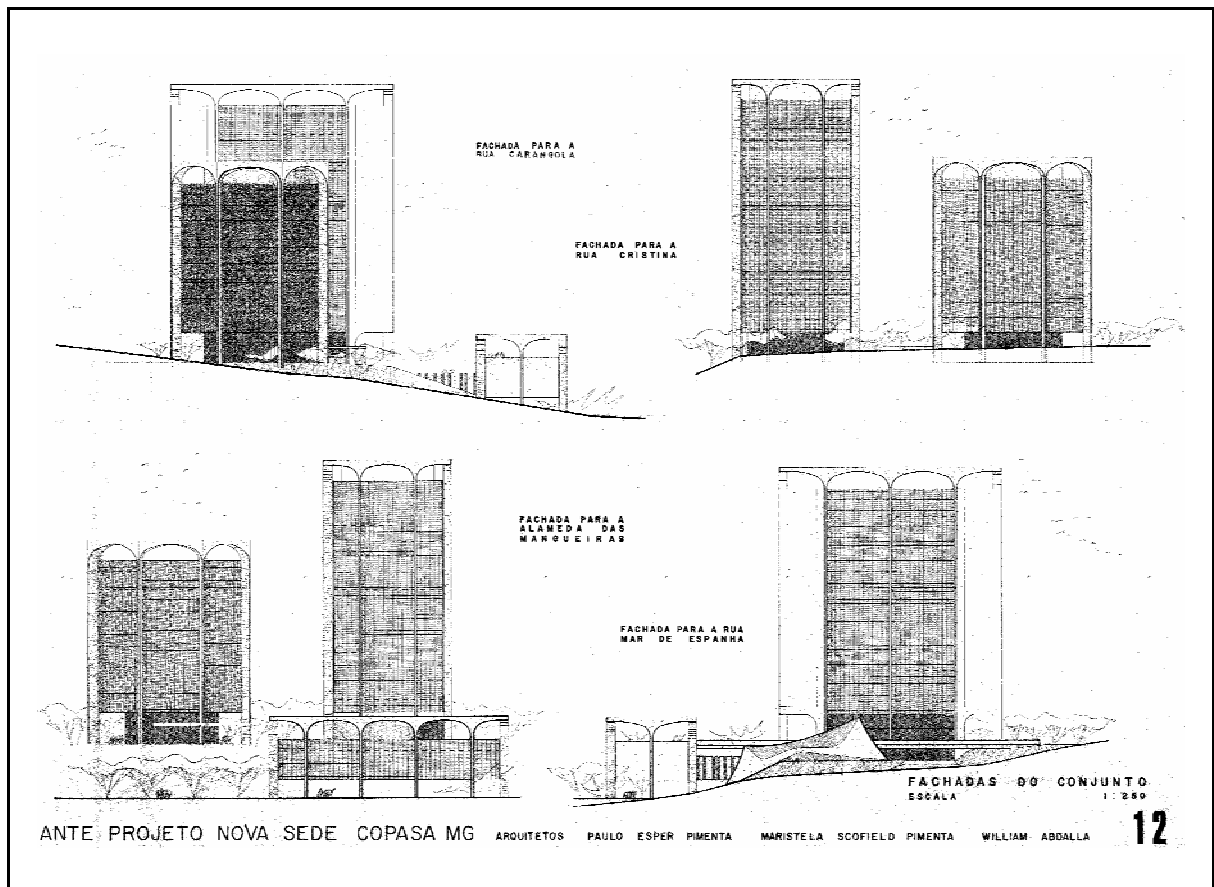 FACHADA PARA A
RUA CARANGOLA
FACHADA PARA A
RUA CRISTINA
FACHADA PARA A
ALAMEDA DAS
MANGUEIRAS
FACHADA PARA A RUA
MAR DE ESPANHA
FACHADAS DO CONJUNTO
ESCALA 1:250
ANTE PROJETO NOVA SEDE COPASA MG ARQUITETOS PAULO ESPER PIMENTA MARISTELA SCOFIELD PIMENTA WILLIAM ABDALLA 12